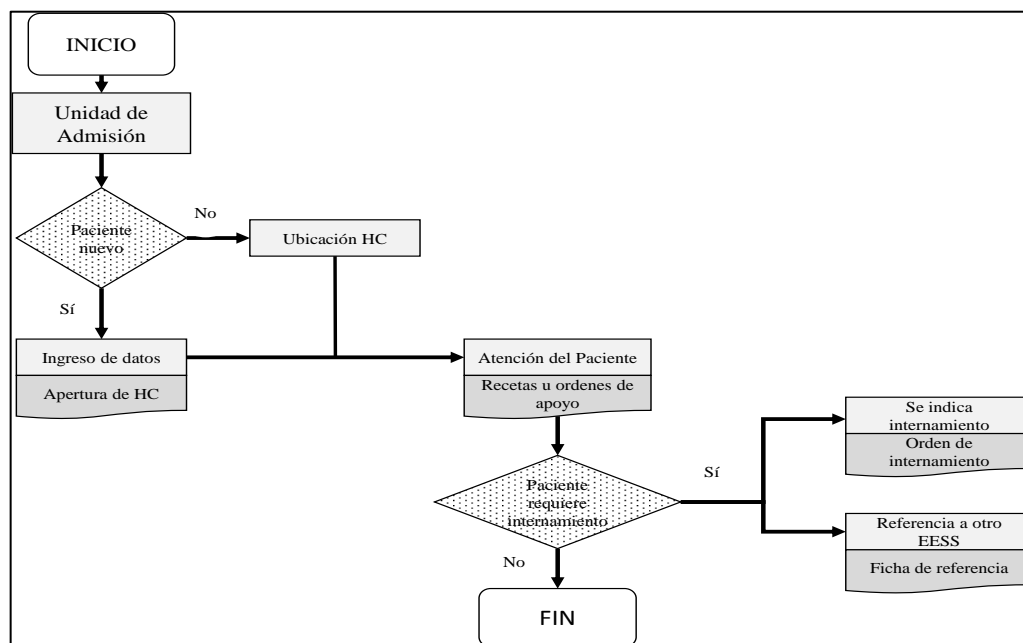 INICIO
Unidad de
Admisión
Paciente
nuevo
No
Ubicación HC
Sí
Ingreso de datos
Apertura de HC
Atención del Paciente
Recetas u ordenes de
apoyo
Paciente
requiere
internamiento
Sí
Se indica
internamiento
Orden de
internamiento
Referencia a otro
EESS
Ficha de referencia
No
FIN